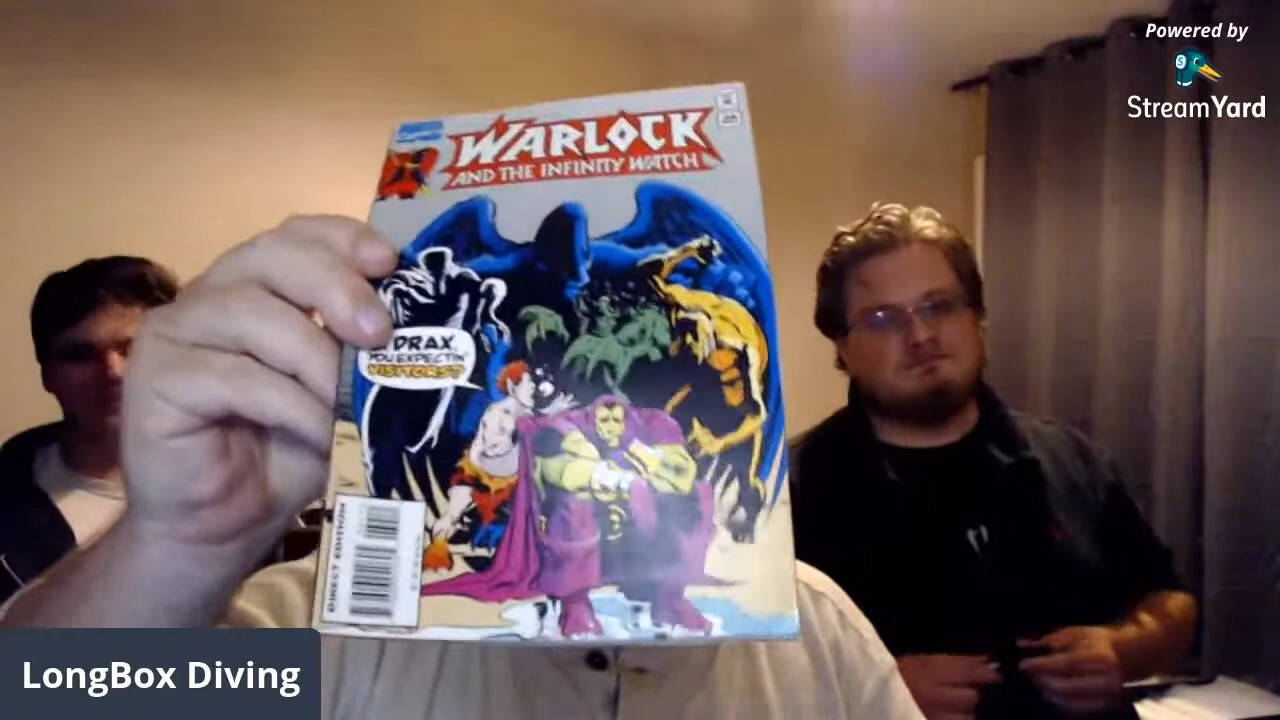 Powered by
StreamYard
WARLOCK
AND THE INFINITY WATCH
DRAX,
YOU EXPECTIN'
VISITORS?
DIRECT EDITION
LongBox Diving